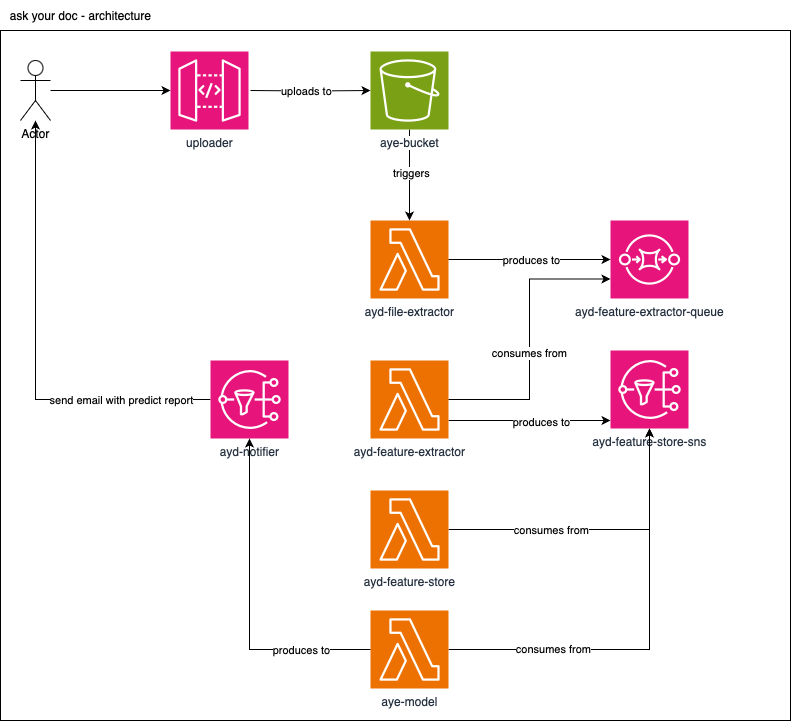 ask your doc - architecture
Actor
uploader
uploads to
aye-bucket
triggers
ayd-file-extractor
produces to
ayd-feature-extractor-queue
consumes from
send email with predict report
ayd-notifier
ayd-feature-extractor
produces to
ayd-feature-store-sns
consumes from
ayd-feature-store
produces to
consumes from
aye-model